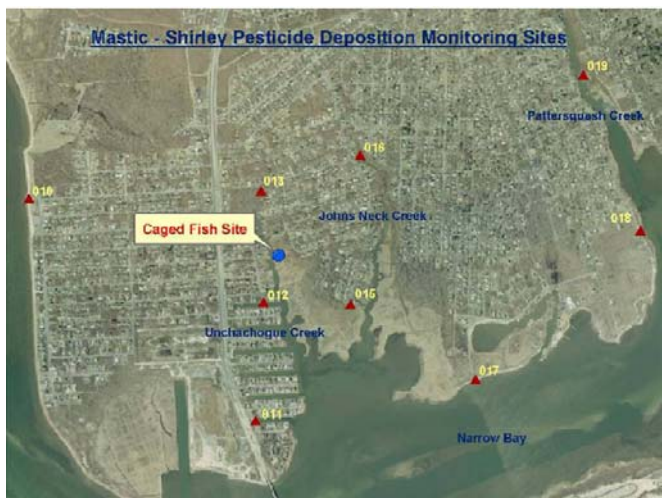 Mastic - Shirley Pesticide Deposition Monitoring Sites
019
Pattersquash Creek
016
013
010
Johns Neck Creek
018
Caged Fish Site
012
015
Unchachogue Creek
017
011
Narrow Bay